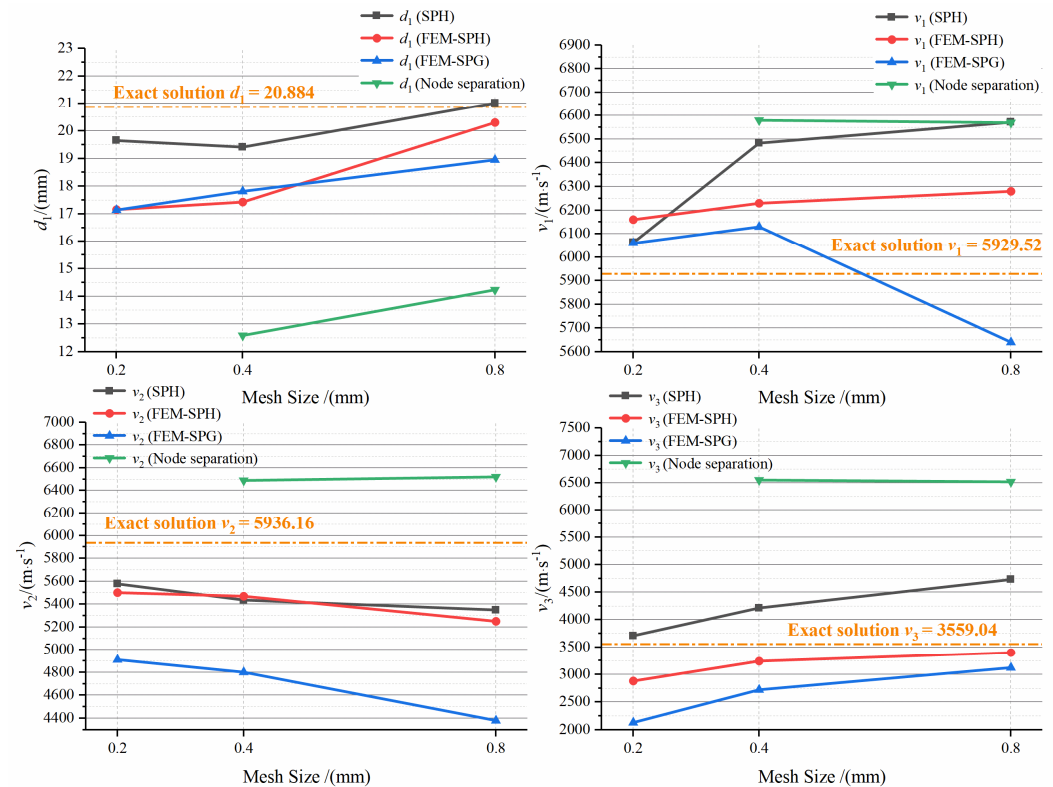 d1 (SPH)
d1 (FEM-SPH)
d1 (FEM-SPG)
d1 (Node separation)
23
22
21
20
19
18
17
16
15
14
13
12
d1/(mm)
Exact solution d1 = 20.884
0.2
0.4
0.8
Mesh Size /(mm)
v1 (SPH)
v1 (FEM-SPH)
v1 (FEM-SPG)
v1 (Node separation)
6900
6800
6700
6600
6500
6400
6300
6200
6100
6000
5900
5800
5700
5600
v1/(m·s-1)
Exact solution v1 = 5929.52
0.2
0.4
0.8
Mesh Size /(mm)
v2 (SPH)
v2 (FEM-SPH)
v2 (FEM-SPG)
v2 (Node separation)
7000
6800
6600
6400
6200
6000
5800
5600
5400
5200
5000
4800
4600
4400
v2/(m·s-1)
Exact solution v2 = 5936.16
0.2
0.4
0.8
Mesh Size /(mm)
v3 (SPH)
v3 (FEM-SPH)
v3 (FEM-SPG)
v3 (Node separation)
7500
7000
6500
6000
5500
5000
4500
4000
3500
3000
2500
2000
v3/(m·s-1)
Exact solution v3 = 3559.04
0.2
0.4
0.8
Mesh Size /(mm)